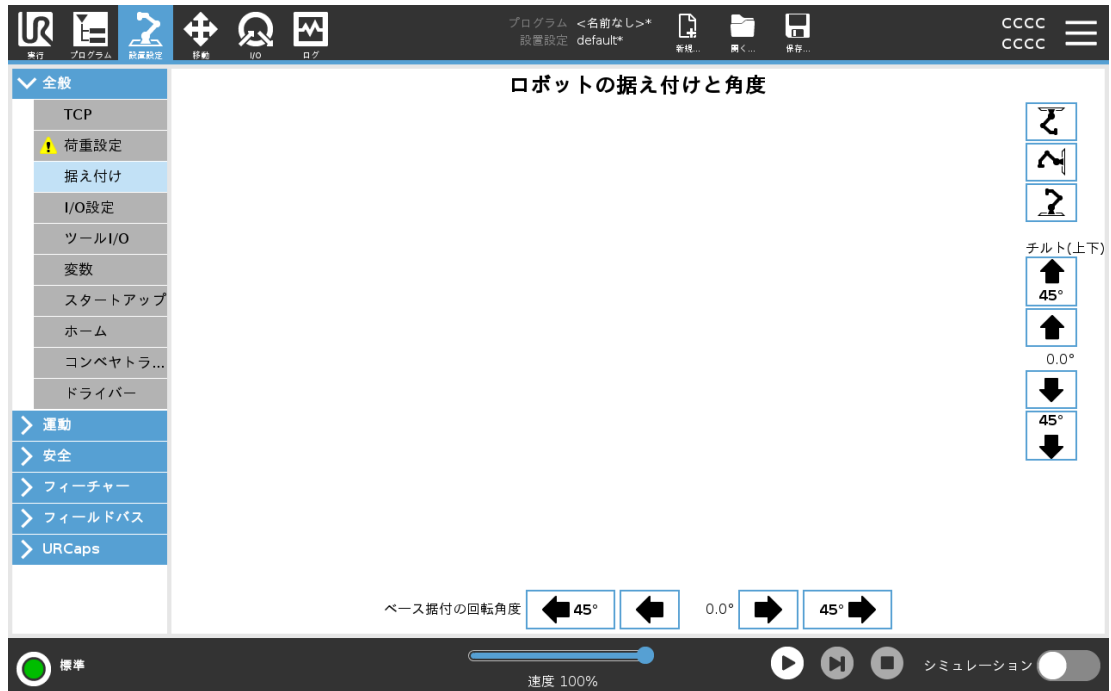 プログラム <名前なし>*
設置設定 default*
CCCC
CCCC
実行
プログラム
設置設定
移動
I/O
ログ
新規...
開く...
保存...
全般
ロボットの据え付けと角度
TCP
荷重設定
据え付け
I/O設定
ツールI/O
変数
スタートアップ
ホーム
コンベヤトラ...
ドライバー
運動
安全
フィーチャー
フィールドバス
URCaps
チルト(上下)
45°
0.0°
45°
ベース据付の回転角度
45°
0.0°
45°
標準
速度 100%
シミュレーション